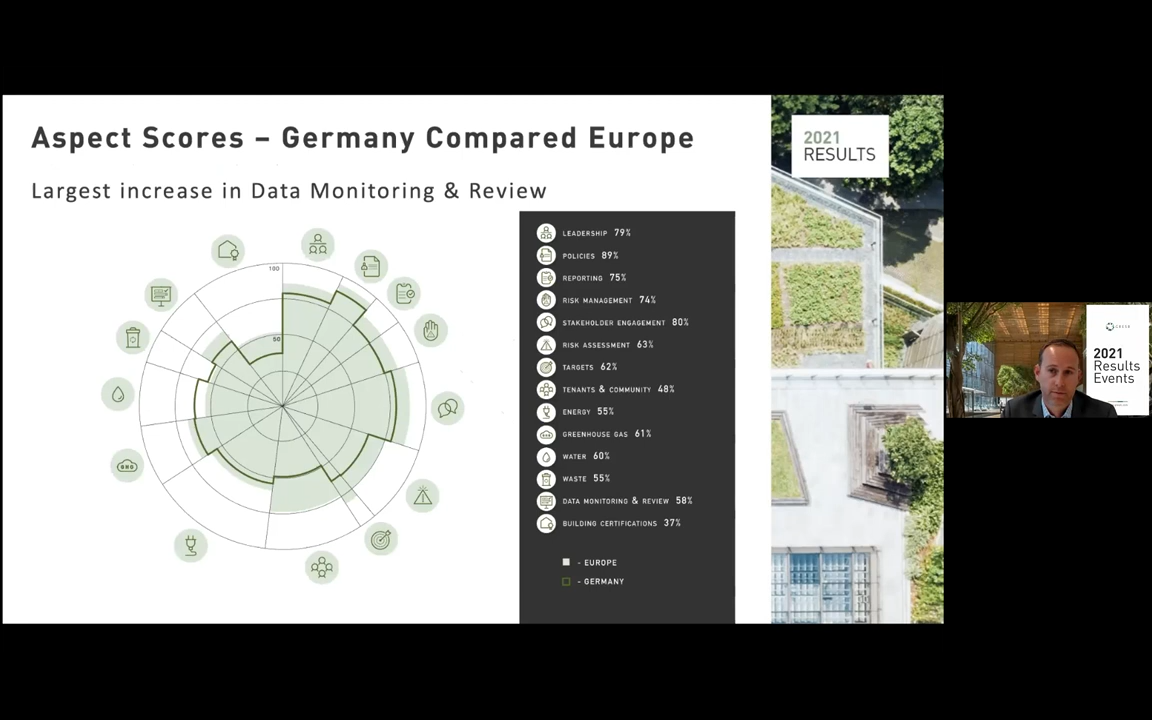 Aspect Scores – Germany Compared Europe
Largest increase in Data Monitoring & Review
100
50
GHG
LEADERSHIP 79%
POLICIES 89%
REPORTING 75%
RISK MANAGEMENT 74%
STAKEHOLDER ENGAGEMENT 80%
RISK ASSESSMENT 63%
TARGETS 62%
TENANTS & COMMUNITY 48%
ENERGY 55%
GREENHOUSE GAS 61%
WATER 60%
WASTE 55%
DATA MONITORING & REVIEW 58%
BUILDING CERTIFICATIONS 37%
- EUROPE
- GERMANY
2021
RESULTS
2021
Results
Events